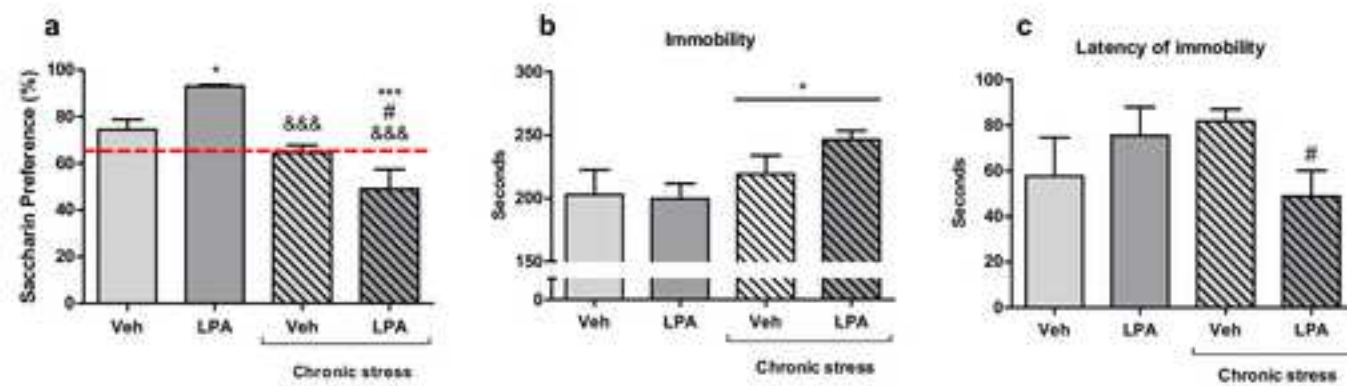 a
Saccharin Preference (%)
100
80
60
40
20
0
*
&&&
***
#
&&&
Veh LPA Veh LPA
Chronic stress
b
Immobility
Seconds
300
250
200
150
0
*
Veh LPA Veh LPA
Chronic stress
c
Latency of immobility
Seconds
100
80
60
40
20
0
#
Veh LPA Veh LPA
Chronic stress